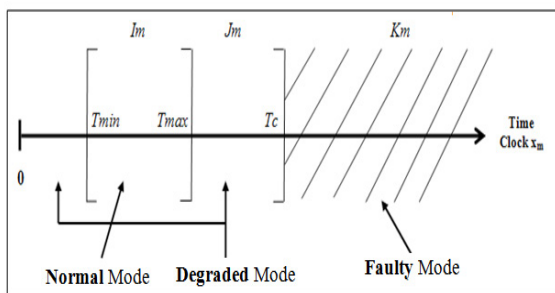 Im Jm Km
Tmin Tmax Tc
Time
Clock xm
0
Normal Mode Degraded Mode Faulty Mode